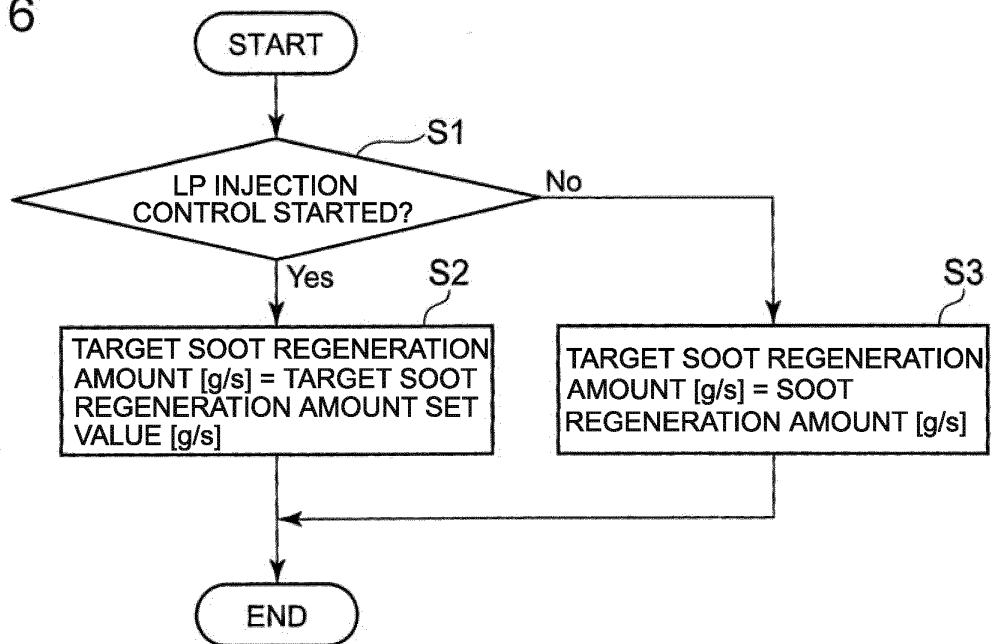 6
START
S1
LP INJECTION
CONTROL STARTED?
No
Yes
S2
TARGET SOOT REGENERATION
AMOUNT [g/s] = TARGET SOOT
REGENERATION AMOUNT SET
VALUE [g/s]
S3
TARGET SOOT REGENERATION
AMOUNT [g/s] = SOOT
REGENERATION AMOUNT [g/s]
END